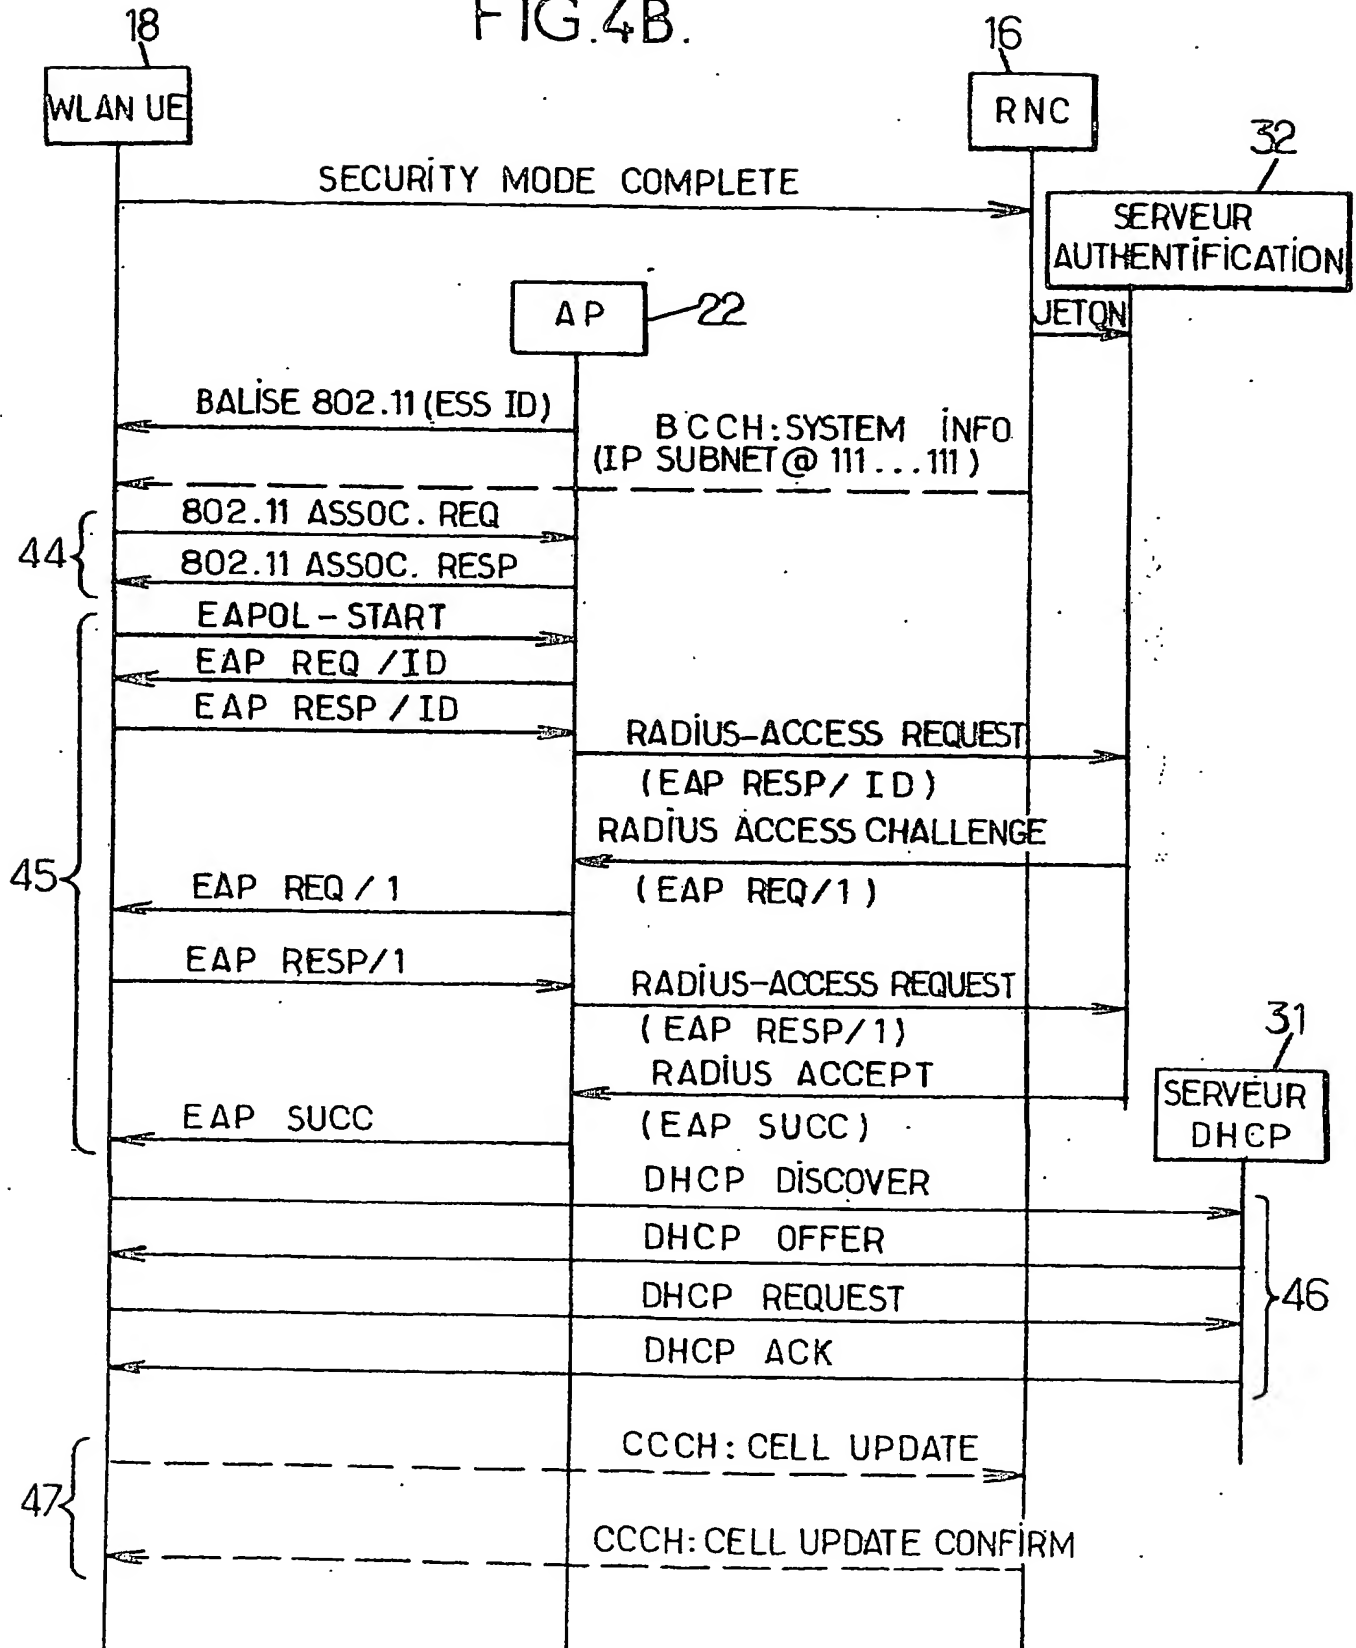 FIG.4B.
18
16
WLAN UE
RNC
32
SECURITY MODE COMPLETE
SERVEUR
AUTHENTIFICATION
AP
22
JETON
BALISE 802.11 (ESS ID)
BCCH: SYSTEM INFO
(IP SUBNET@ 111...111)
44
802.11 ASSOC. REQ
802.11 ASSOC. RESP
EAPOL-START
EAP REQ/ID
EAP RESP/ID
RADIUS-ACCESS REQUEST
(EAP RESP/ID)
RADIUS ACCESS CHALLENGE
45
EAP REQ/1
(EAP REQ/1)
EAP RESP/1
RADIUS-ACCESS REQUEST
(EAP RESP/1)
31
RADIUS ACCEPT
SERVEUR
DHCP
EAP SUCC
(EAP SUCC)
DHCP DISCOVER
DHCP OFFER
DHCP REQUEST
46
DHCP ACK
CCCH: CELL UPDATE
47
CCCH: CELL UPDATE CONFIRM